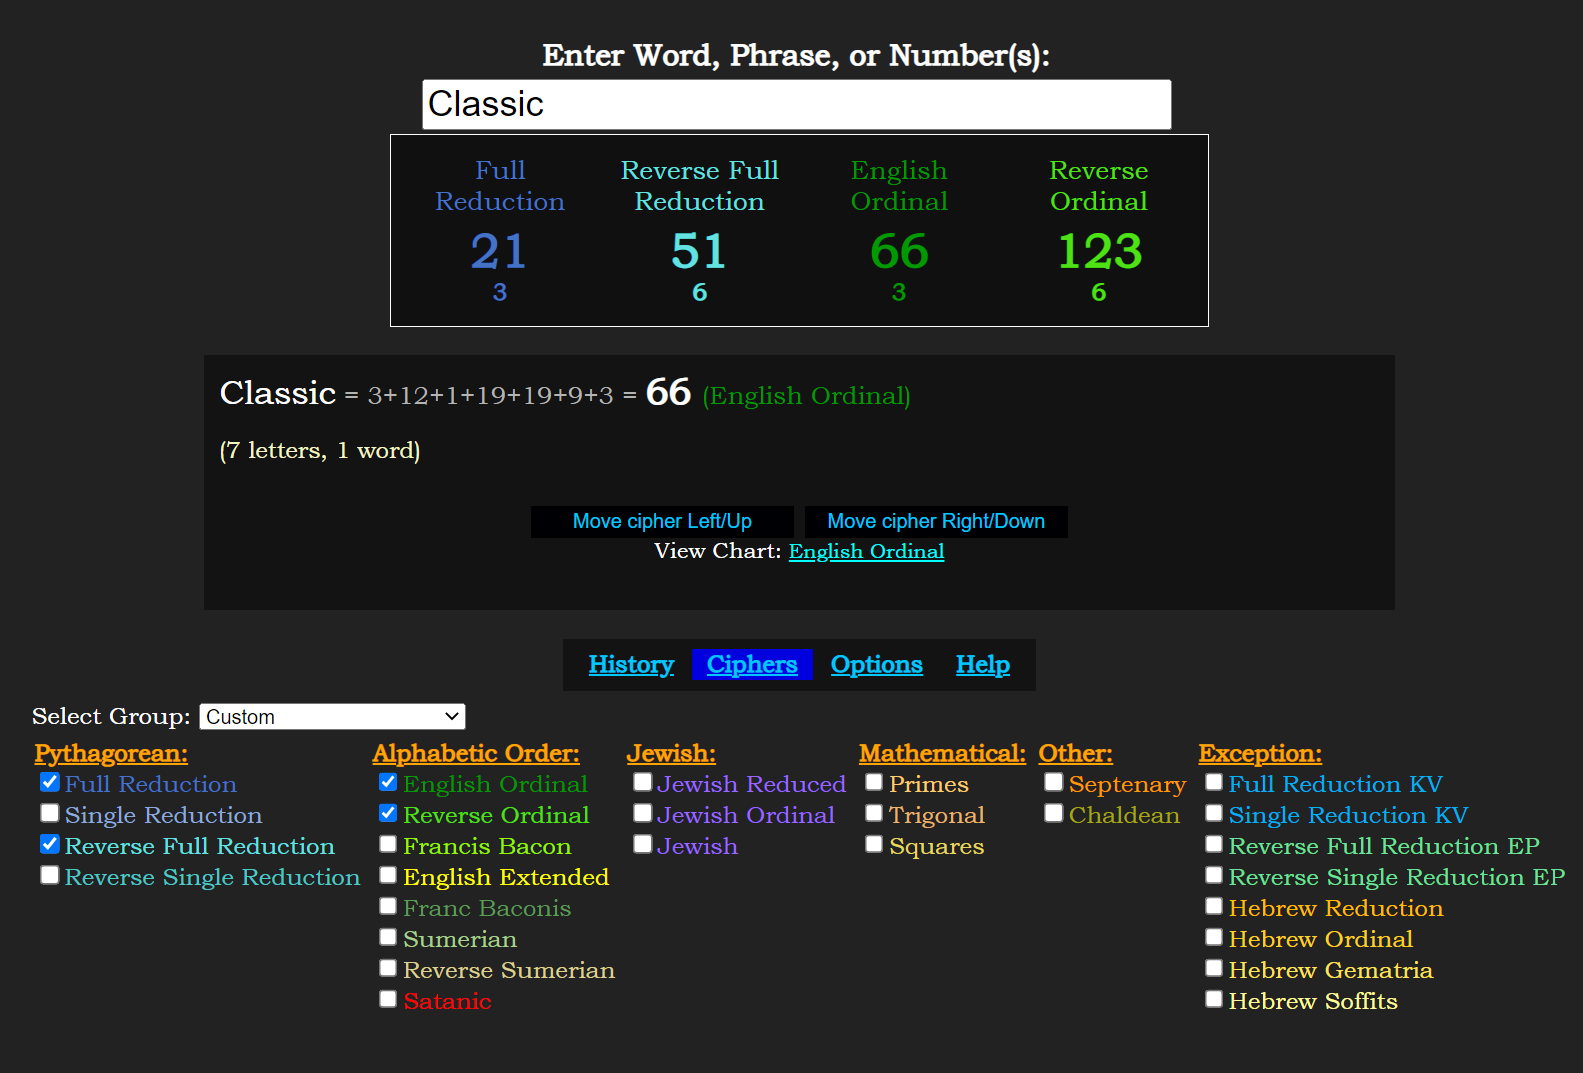 Enter Word, Phrase, or Number(s):
Classic
Full Reduction
Reverse Full Reduction
English Ordinal
Reverse Ordinal
21 51 66 123
3 6 3 6
Classic = 3+12+1+19+19+9+3 = 66 (English Ordinal)
(7 letters, 1 word)
Move cipher Left/Up Move cipher Right/Down
View Chart: English Ordinal
History Ciphers Options Help
Select Group: Custom
Pythagorean:
Full Reduction
Single Reduction
Reverse Full Reduction
Reverse Single Reduction
Alphabetic Order:
English Ordinal
Reverse Ordinal
Francis Bacon
English Extended
Franc Baconis
Sumerian
Reverse Sumerian
Satanic
Jewish:
Jewish Reduced
Jewish Ordinal
Jewish
Mathematical:
Primes
Trigonal
Squares
Other:
Septenary
Chaldean
Exception:
Full Reduction KV
Single Reduction KV
Reverse Full Reduction EP
Reverse Single Reduction EP
Hebrew Reduction
Hebrew Ordinal
Hebrew Gematria
Hebrew Soffits